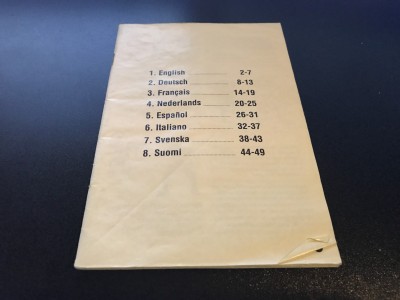 1. English 2-7
2. Deutsch 8-13
3. Français 14-19
4. Nederlands 20-25
5. Español 26-31
6. Italiano 32-37
7. Svenska 38-43
8. Suomi 44-49